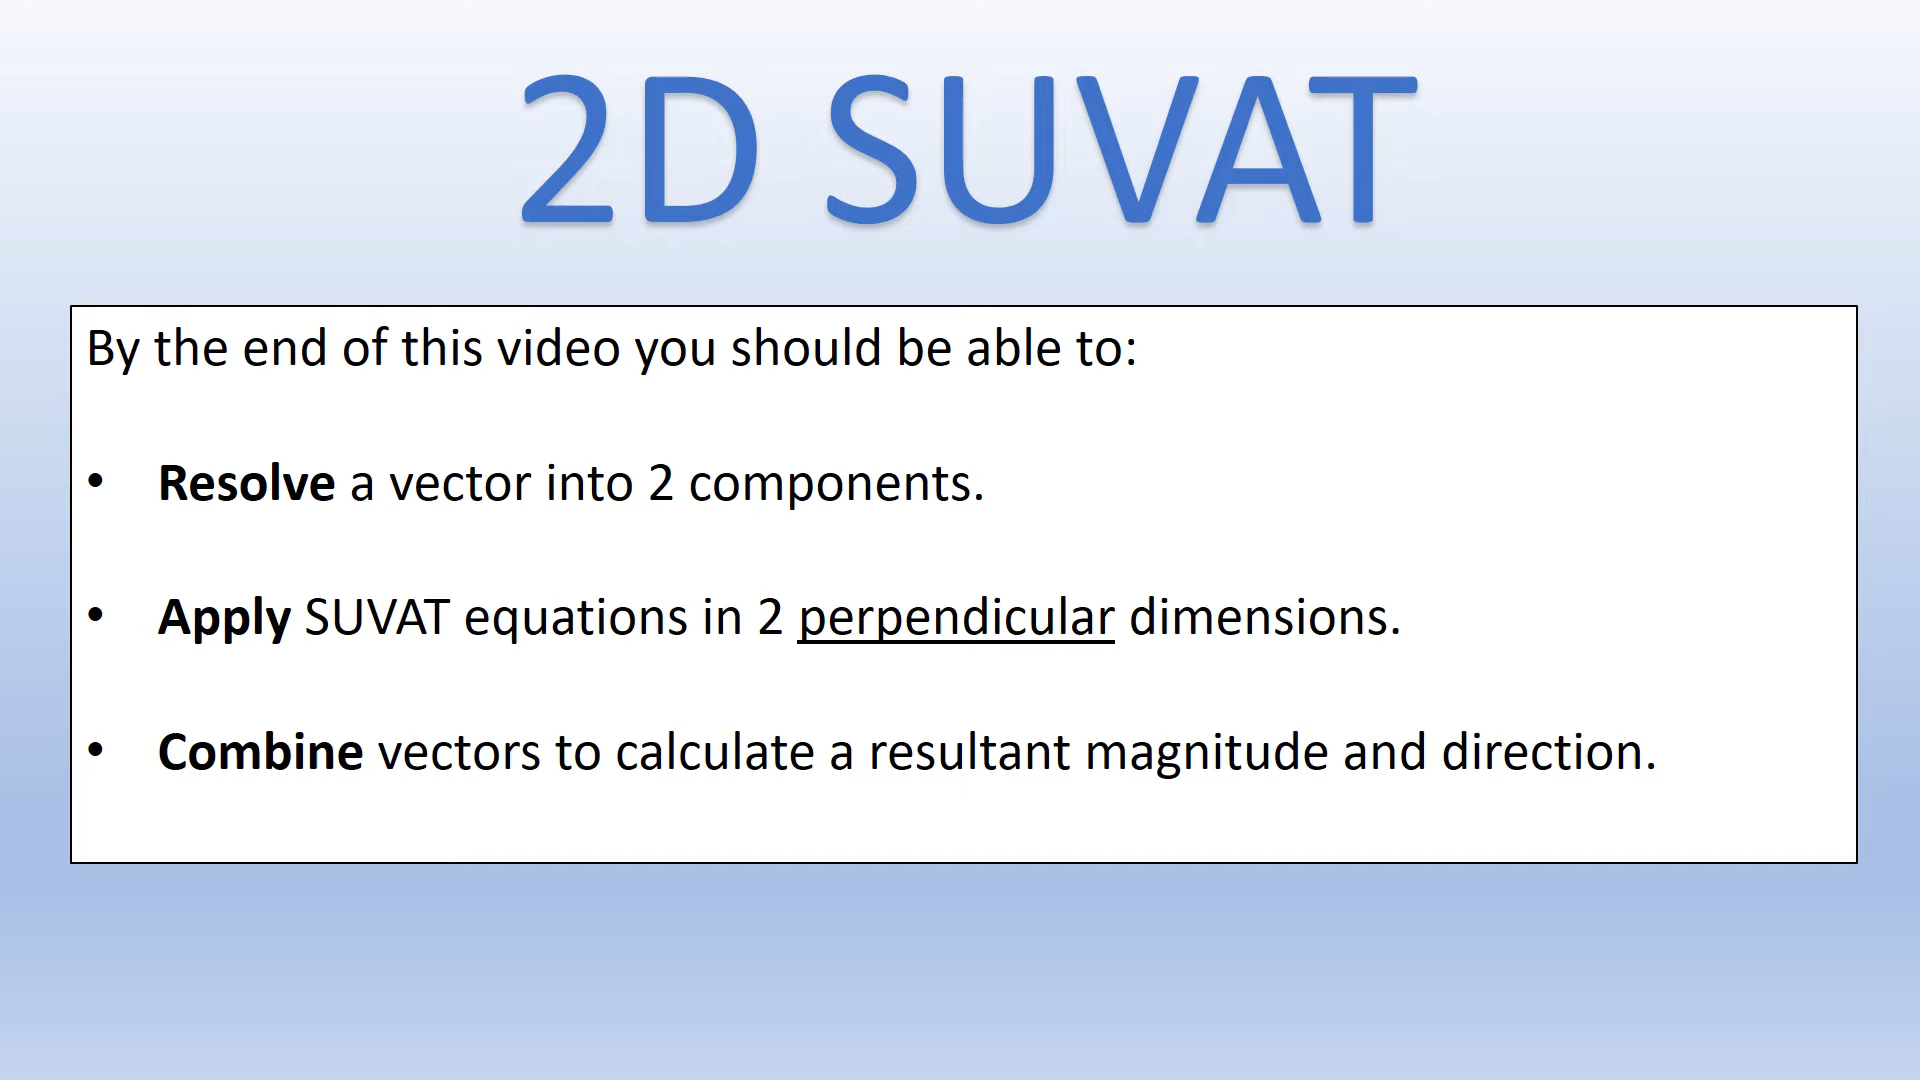 2D SUVAT
By the end of this video you should be able to:
• Resolve a vector into 2 components.
• Apply SUVAT equations in 2 perpendicular dimensions.
• Combine vectors to calculate a resultant magnitude and direction.